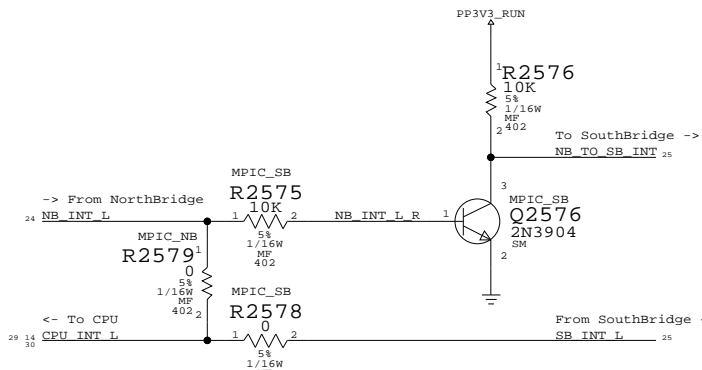 PP3V3_RUN
1
R2576
10K
5%
1/16W
MF
402
2
To SouthBridge ->
NB_TO_SB_INT 25
MPIC_SB
-> From NorthBridge
R2575
10K
3
MPIC_SB
Q2576
2N3904
SM
24 NB_INT_L
1 2
NB_INT_L_R
1
5%
1/16W
MF
402
2
MPIC_NB
R2579
1
0
5%
1/16W
MF
402
2
MPIC_SB
R2578
0
<- To CPU
From SouthBridge
29 14
30
CPU_INT_L
1 2
SB_INT_L 25
5%
1/16W